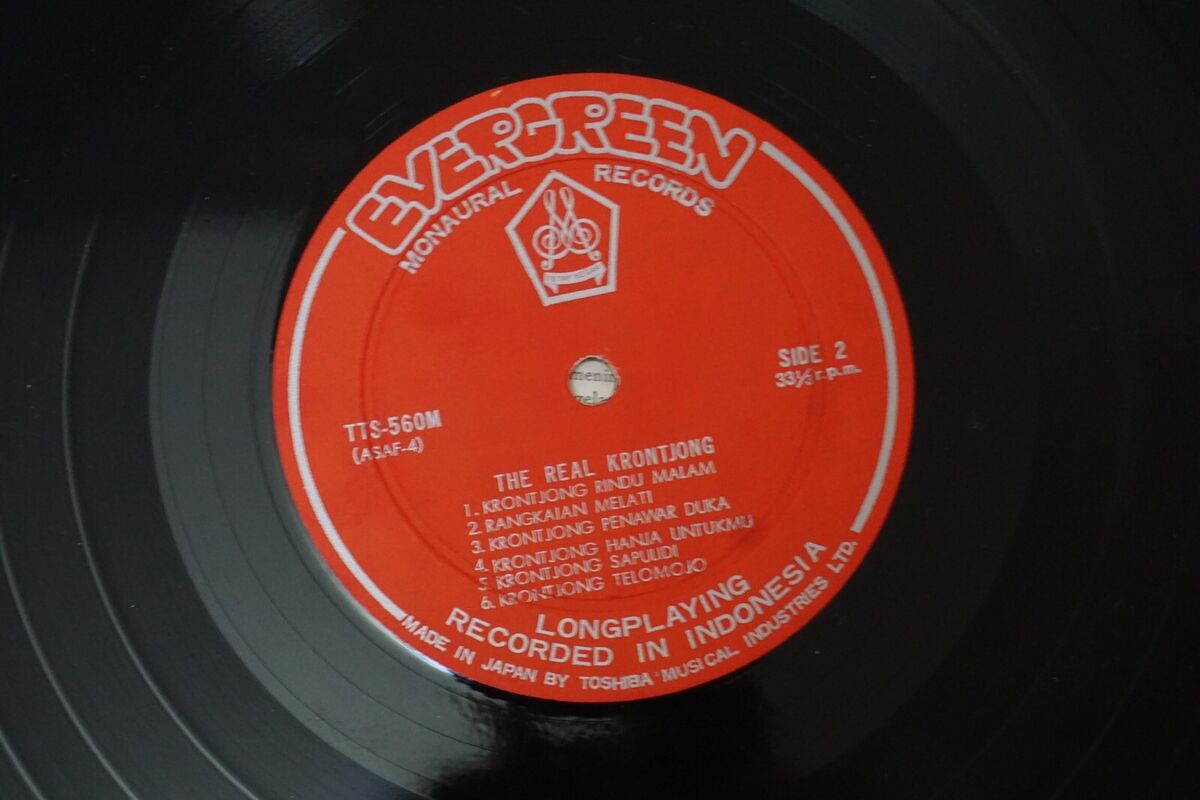 EVERGREEN
MONAURAL RECORDS
SIDE 2
33⅓ r.p.m.
menin
TTS-560M
(ASAF-4)
THE REAL KRONTJONG
1. KRONTJONG RINDU MALAM
2. RANGKAIAN MELATI
3. KRONTJONG PENAWAR DUKA
4. KRONTJONG HANJA UNTUKMU
5. KRONTJONG SAPULIDI
6. KRONTJONG TELOMOJO
LONGPLAYING
RECORDED IN INDONESIA
MADE IN JAPAN BY TOSHIBA MUSICAL INDUSTRIES LTD.